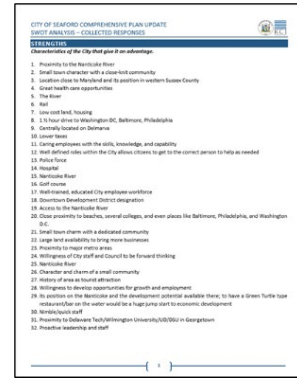 CITY OF SEAFORD COMPREHENSIVE PLAN UPDATE
SWOT ANALYSIS – COLLECTED RESPONSES
STRENGTHS
Characteristics of the City that give it an advantage.
1. Proximity to the Nanticoke River
2. Small town character with a close-knit community
3. Location close to Maryland and its position in western Sussex County
4. Great health care opportunities
5. The River
6. Rail
7. Low cost land, housing
8. 1 ½ hour drive to Washington DC, Baltimore, Philadelphia
9. Centrally located on Delmarva
10. Lower taxes
11. Caring employees with the skills, knowledge, and capability
12. Well defined roles within the City allows citizens to get to the correct person to help as needed
13. Police force
14. Hospital
15. Nanticoke River
16. Golf course
17. Well-trained, educated City employee workforce
18. Downtown Development District designation
19. Access to the Nanticoke River
20. Close proximity to beaches, several colleges, and even places like Baltimore, Philadelphia, and Washington
D.C.
21. Small town charm with a dedicated community
22. Large land availability to bring more businesses
23. Proximity to major metro areas
24. Willingness of City staff and Council to be forward thinking
25. Nanticoke River
26. Character and charm of a small community
27. History of area as tourist attraction
28. Willingness to develop opportunities for growth and employment
29. Its position on the Nanticoke and the development potential available there; to have a Green Turtle type
restaurant/bar on the water would be a huge jump start to economic development
30. Nimble/quick staff
31. Proximity to Delaware Tech/Wilmington University/UD/DSU in Georgetown
32. Proactive leadership and staff